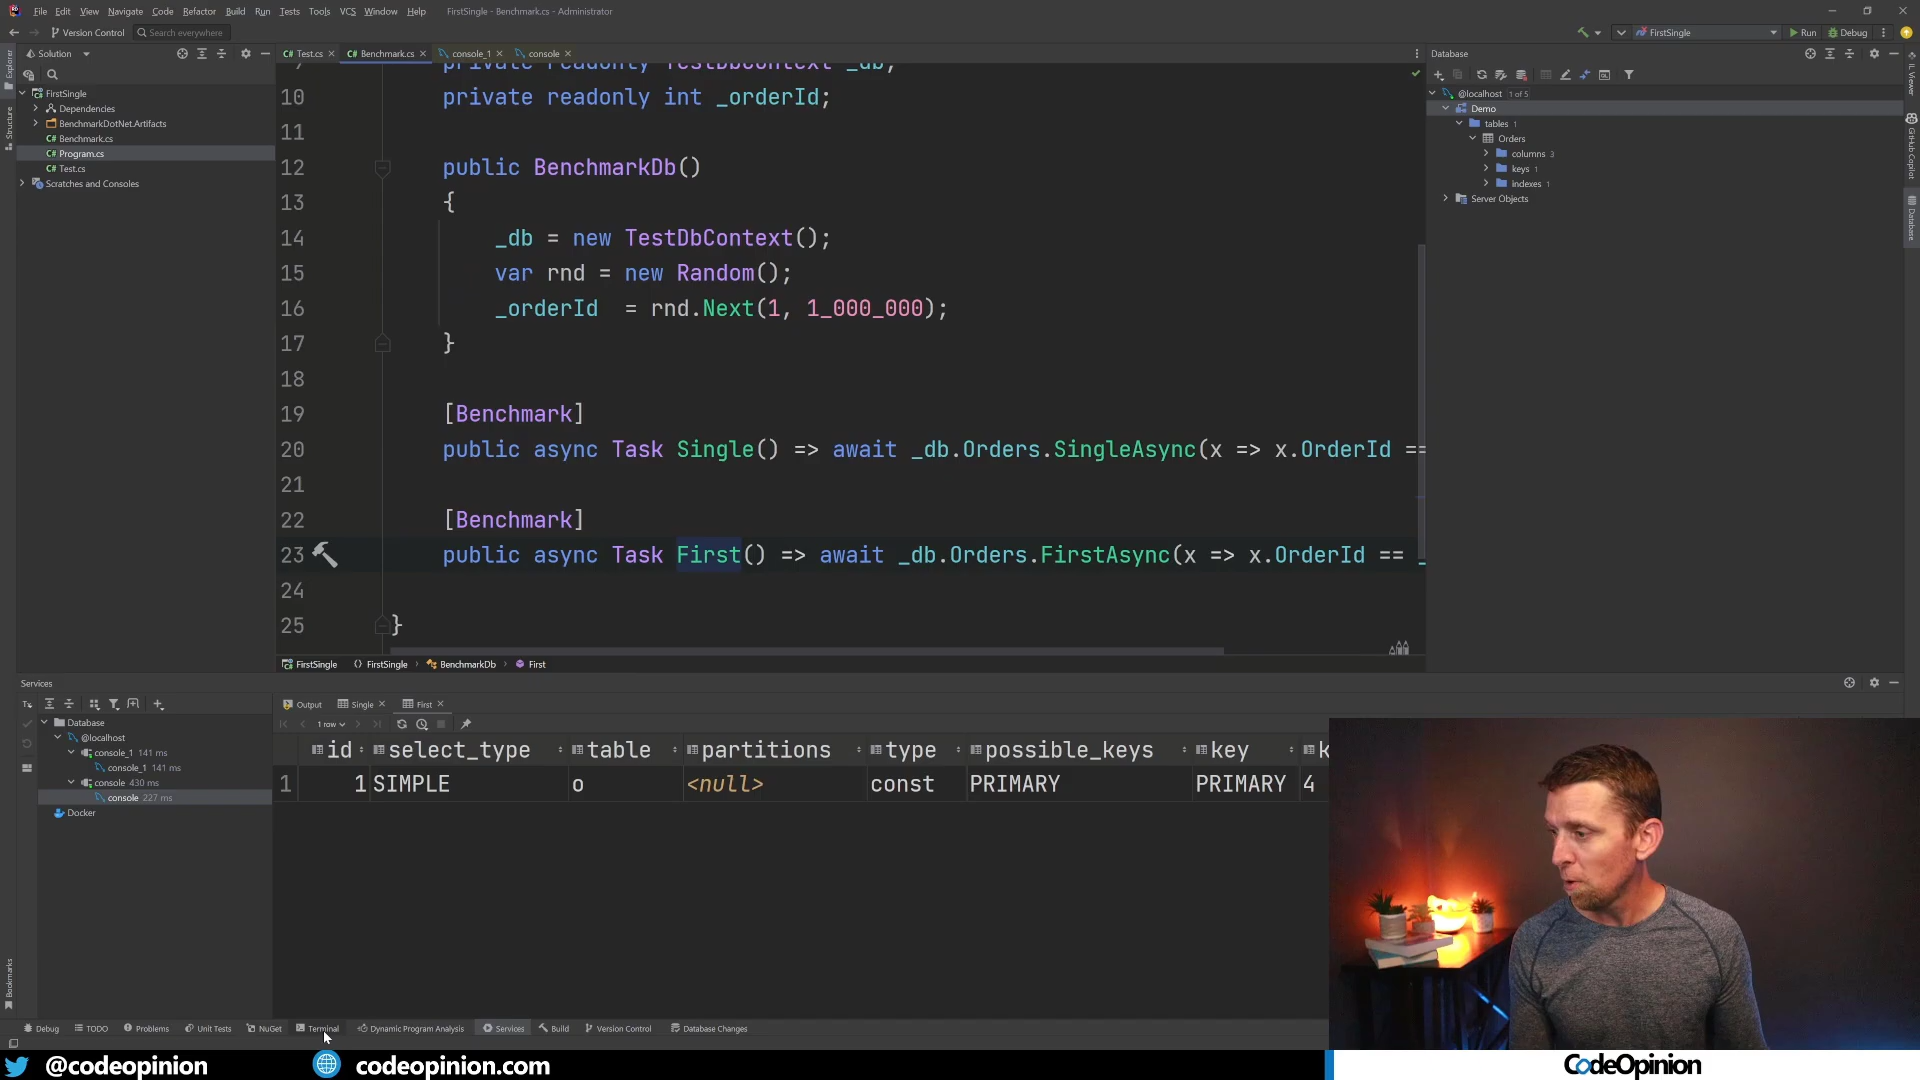 File Edit View Navigate Code Refactor Build Run Tests Tools VCS Window Help FirstSingle - Benchmark.cs - Administrator
Version Control Search everywhere FirstSingle Run Debug
Solution Test.cs Benchmark.cs console_1 console Database
Explorer
Structure
Bookmarks
FirstSingle
Dependencies
BenchmarkDotNet.Artifacts
C# Benchmark.cs
C# Program.cs
C# Test.cs
Scratches and Consoles
private readonly TestDbContext _db;
10 private readonly int _orderId;
11
12 public BenchmarkDb()
13 {
14 _db = new TestDbContext();
15 var rnd = new Random();
16 _orderId  = rnd.Next(1, 1_000_000);
17 }
18
19 [Benchmark]
20 public async Task Single() => await _db.Orders.SingleAsync(x => x.OrderId ==
21
22 [Benchmark]
23 public async Task First() => await _db.Orders.FirstAsync(x => x.OrderId == _
24
25 }
FirstSingle FirstSingle BenchmarkDb First
@localhost 1 of 5
Demo
tables 1
Orders
columns 3
keys 1
indexes 1
Server Objects
IL Viewer
GitHub Copilot
Database
Services
Tx
Database
@localhost
console_1 141 ms
console_1 141 ms
console 430 ms
console 227 ms
Docker
Output Single First
1 row
id select_type table partitions type possible_keys key k
1 1 SIMPLE o <null> const PRIMARY PRIMARY 4
Debug TODO Problems Unit Tests NuGet Terminal Dynamic Program Analysis Services Build Version Control Database Changes
@codeopinion codeopinion.com CodeOpinion